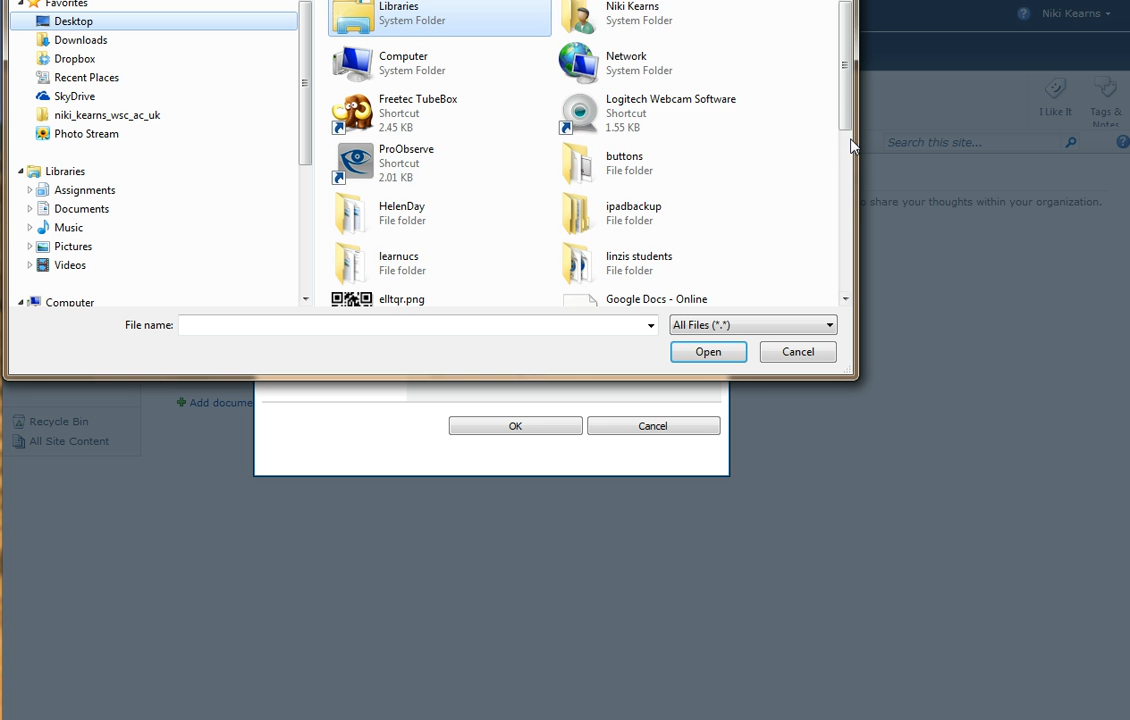 Favorites
Desktop
Downloads
Dropbox
Recent Places
SkyDrive
niki_kearns_wsc_ac_uk
Photo Stream
Libraries
Assignments
Documents
Music
Pictures
Videos
Computer
Libraries
System Folder
Niki Kearns
System Folder
Computer
System Folder
Network
System Folder
Freetec TubeBox
Shortcut
2.45 KB
Logitech Webcam Software
Shortcut
1.55 KB
ProObserve
Shortcut
2.01 KB
buttons
File folder
HelenDay
File folder
ipadbackup
File folder
learnucs
File folder
linzis students
File folder
elltqr.png
Google Docs - Online
File name:
All Files (*.*)
Open
Cancel
Niki Kearns
I Like It
Tags &
Notes
Search this site...
o share your thoughts within your organization.
Add docume
OK
Cancel
Recycle Bin
All Site Content